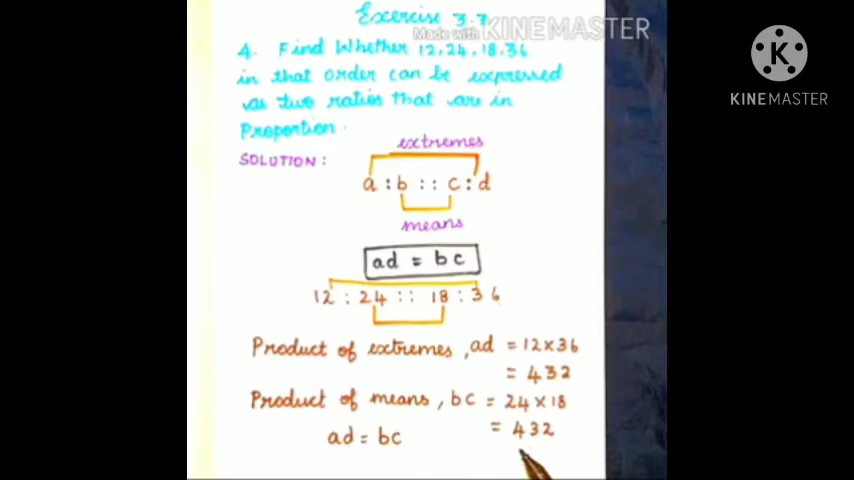 Excercise 3.7
Made with KINEMASTER
4. Find Whether 12, 24, 18, 36
in that order can be expressed
as two ratios that are in
Proportion.
SOLUTION:
extremes
a : b :: c : d
means
ad = bc
12 : 24 :: 18 : 36
Product of extremes, ad = 12 × 36
= 432
Product of means, bc = 24 × 18
= 432
ad = bc
K
KINEMASTER